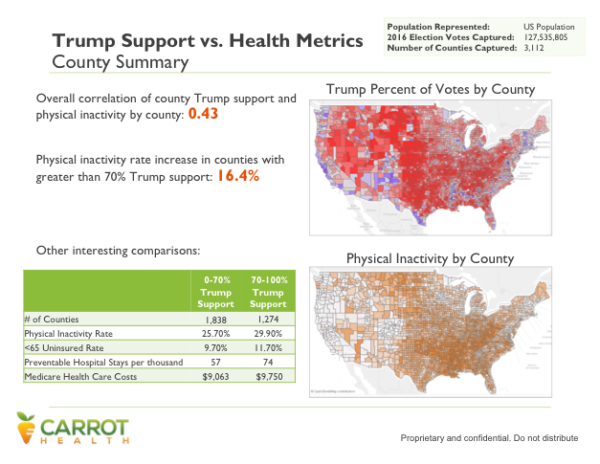 Trump Support vs. Health Metrics
County Summary
Population Represented: US Population
2016 Election Votes Captured: 127,535,805
Number of Counties Captured: 3,112
Overall correlation of county Trump support and
physical inactivity by county: 0.43
Physical inactivity rate increase in counties with
greater than 70% Trump support: 16.4%
Trump Percent of Votes by County
Other interesting comparisons:
0-70% 70-100%
Trump Trump
Support Support
# of Counties 1,838 1,274
Physical Inactivity Rate 25.70% 29.90%
<65 Uninsured Rate 9.70% 11.70%
Preventable Hospital Stays per thousand 57 74
Medicare Health Care Costs $9,063 $9,750
Physical Inactivity by County
CARROT
HEALTH
Proprietary and confidential. Do not distribute